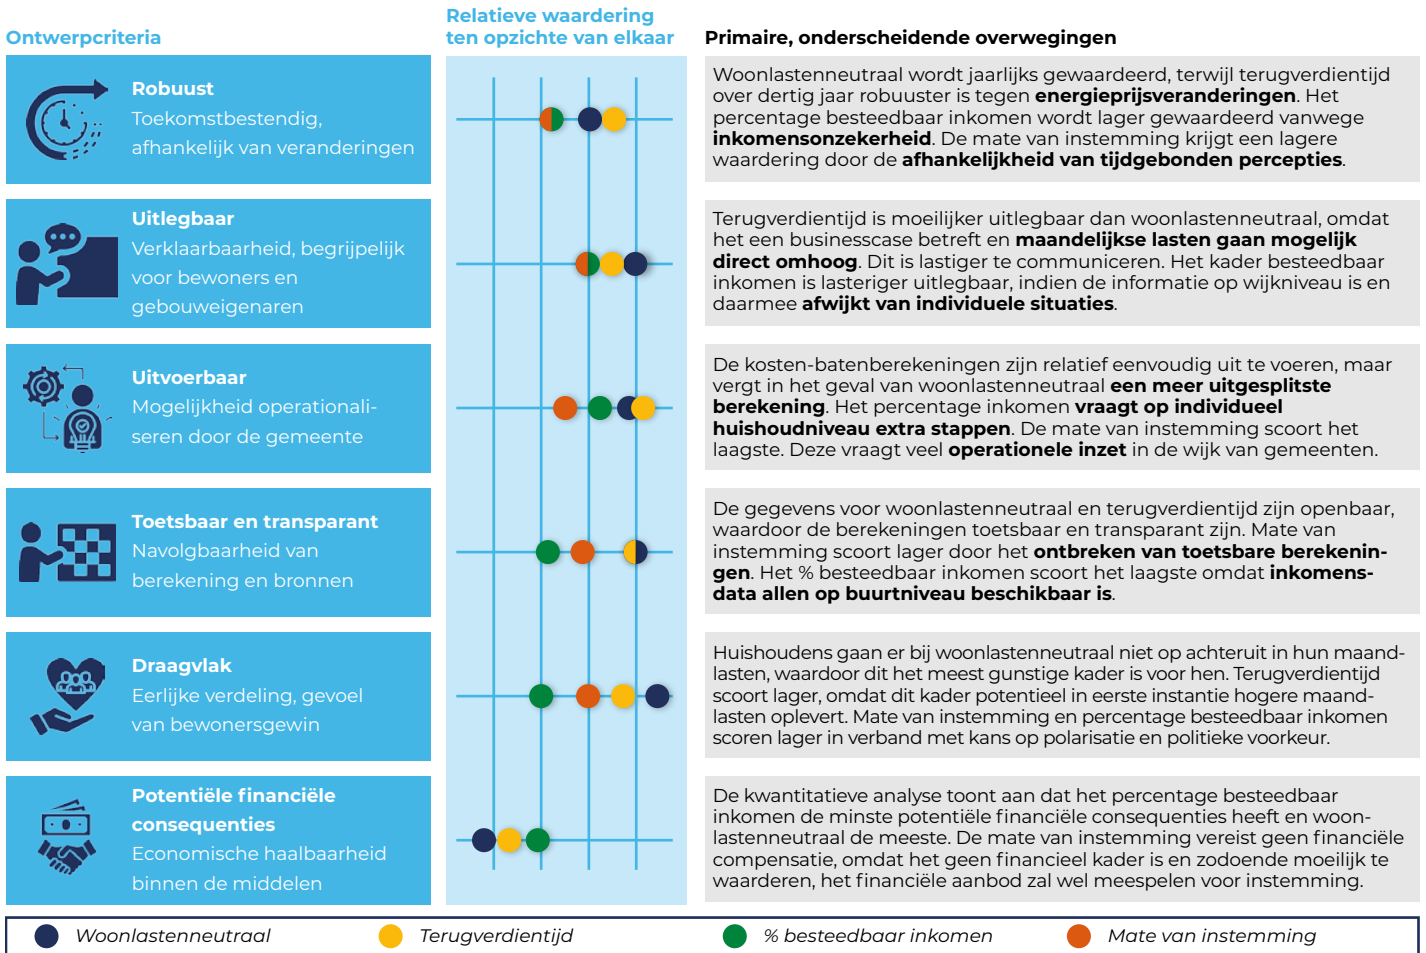 Ontwerpcriteria
Relatieve waardering
ten opzichte van elkaar
Primaire, onderscheidende overwegingen
Robuust
Toekomstbestendig,
afhankelijk van veranderingen
Woonlastenneutraal wordt jaarlijks gewaardeerd, terwijl terugverdientijd
over dertig jaar robuuster is tegen energieprijsveranderingen. Het
percentage besteedbaar inkomen wordt lager gewaardeerd vanwege
inkomensonzekerheid. De mate van instemming krijgt een lagere
waardering door de afhankelijkheid van tijdgebonden percepties.
Uitlegbaar
Verklaarbaarheid, begrijpelijk
voor bewoners en
gebouweigenaren
Terugverdientijd is moeilijker uitlegbaar dan woonlastenneutraal, omdat
het een businesscase betreft en maandelijkse lasten gaan mogelijk
direct omhoog. Dit is lastiger te communiceren. Het kader besteedbaar
inkomen is lasteriger uitlegbaar, indien de informatie op wijkniveau is en
daarmee afwijkt van individuele situaties.
Uitvoerbaar
Mogelijkheid operationali-
seren door de gemeente
De kosten-batenberekeningen zijn relatief eenvoudig uit te voeren, maar
vergt in het geval van woonlastenneutraal een meer uitgesplitste
berekening. Het percentage inkomen vraagt op individueel
huishoudniveau extra stappen. De mate van instemming scoort het
laagste. Deze vraagt veel operationele inzet in de wijk van gemeenten.
Toetsbaar en transparant
Navolgbaarheid van
berekening en bronnen
De gegevens voor woonlastenneutraal en terugverdientijd zijn openbaar,
waardoor de berekeningen toetsbaar en transparant zijn. Mate van
instemming scoort lager door het ontbreken van toetsbare berekenin-
gen. Het % besteedbaar inkomen scoort het laagste omdat inkomens-
data allen op buurtniveau beschikbaar is.
Draagvlak
Eerlijke verdeling, gevoel
van bewonersgewin
Huishoudens gaan er bij woonlastenneutraal niet op achteruit in hun maand-
lasten, waardoor dit het meest gunstige kader is voor hen. Terugverdientijd
scoort lager, omdat dit kader potentieel in eerste instantie hogere maand-
lasten oplevert. Mate van instemming en percentage besteedbaar inkomen
scoren lager in verband met kans op polarisatie en politieke voorkeur.
Potentiële financiële
consequenties
Economische haalbaarheid
binnen de middelen
De kwantitatieve analyse toont aan dat het percentage besteedbaar
inkomen de minste potentiële financiële consequenties heeft en woon-
lastenneutraal de meeste. De mate van instemming vereist geen financiële
compensatie, omdat het geen financieel kader is en zodoende moeilijk te
waarderen, het financiële aanbod zal wel meespelen voor instemming.
Woonlastenneutraal
Terugverdientijd
% besteedbaar inkomen
Mate van instemming